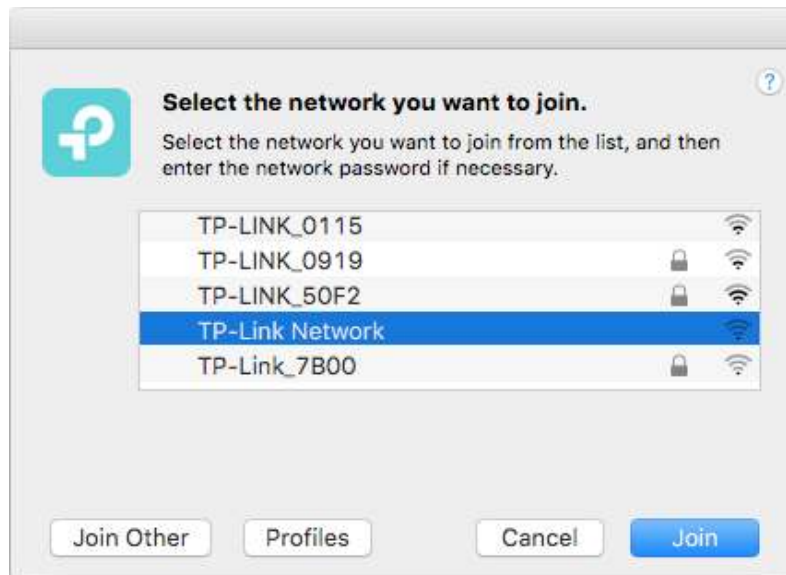 ?
Select the network you want to join.
Select the network you want to join from the list, and then
enter the network password if necessary.
TP-LINK_0115
TP-LINK_0919
TP-LINK_50F2
TP-Link Network
TP-Link_7B00
Join Other Profiles Cancel Join